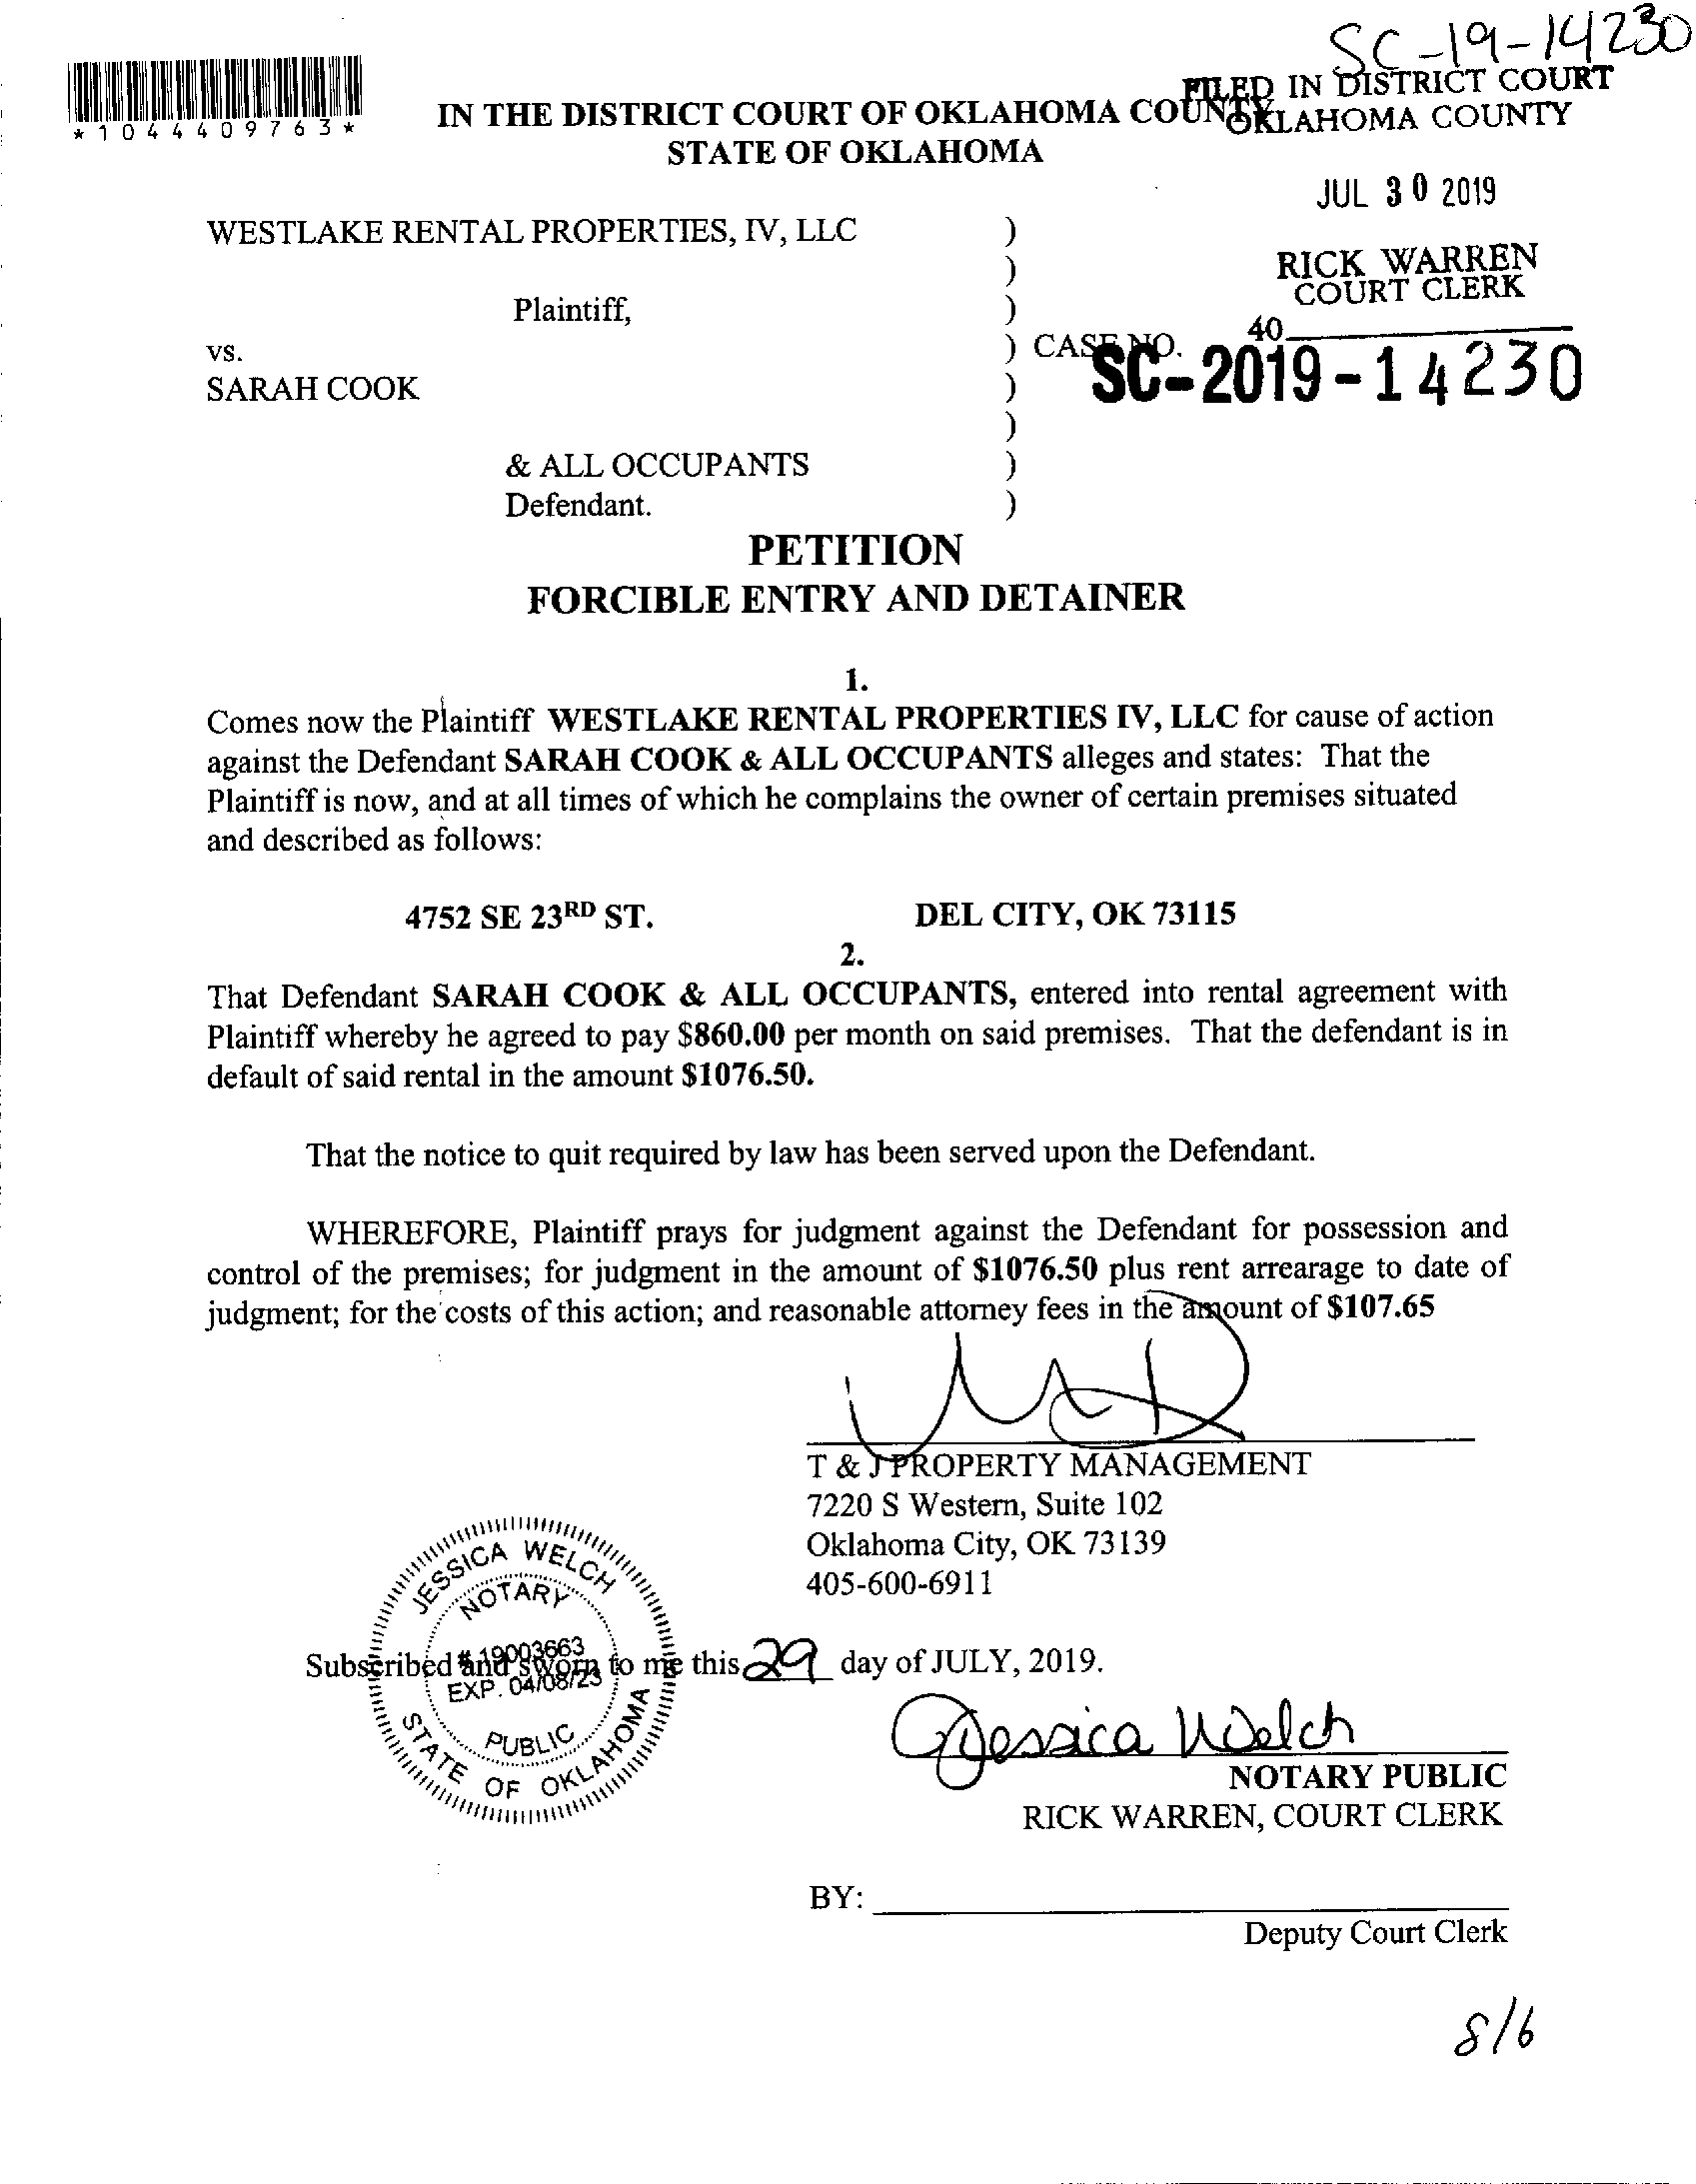 SC-19-14230
FILED IN DISTRICT COURT
OKLAHOMA COUNTY
*1044409763*
IN THE DISTRICT COURT OF OKLAHOMA COUNTY
STATE OF OKLAHOMA
JUL 30 2019
WESTLAKE RENTAL PROPERTIES, IV, LLC )
)
RICK WARREN
COURT CLERK
Plaintiff, )
40
vs. ) CASE NO.
SC-2019-14230
SARAH COOK )
)
& ALL OCCUPANTS )
Defendant. )
PETITION
FORCIBLE ENTRY AND DETAINER
1.
Comes now the Plaintiff WESTLAKE RENTAL PROPERTIES IV, LLC for cause of action
against the Defendant SARAH COOK & ALL OCCUPANTS alleges and states: That the
Plaintiff is now, and at all times of which he complains the owner of certain premises situated
and described as follows:
4752 SE 23RD ST. DEL CITY, OK 73115
2.
That Defendant SARAH COOK & ALL OCCUPANTS, entered into rental agreement with
Plaintiff whereby he agreed to pay $860.00 per month on said premises. That the defendant is in
default of said rental in the amount $1076.50.
That the notice to quit required by law has been served upon the Defendant.
WHEREFORE, Plaintiff prays for judgment against the Defendant for possession and
control of the premises; for judgment in the amount of $1076.50 plus rent arrearage to date of
judgment; for the costs of this action; and reasonable attorney fees in the amount of $107.65
T & J PROPERTY MANAGEMENT
7220 S Western, Suite 102
Oklahoma City, OK 73139
405-600-6911
JESSICA WELCH
NOTARY
# 19003663
EXP. 04/08/23
PUBLIC
STATE OF OKLAHOMA
Subscribed and sworn to me this 29 day of JULY, 2019.
Jessica Welch
NOTARY PUBLIC
RICK WARREN, COURT CLERK
BY:
Deputy Court Clerk
8/6